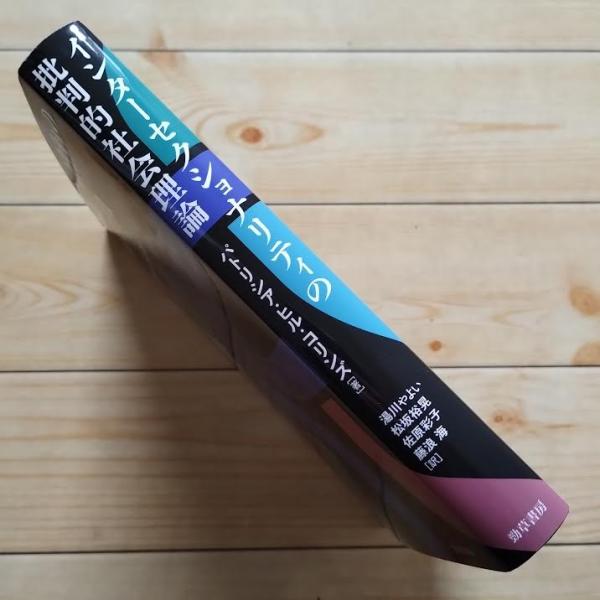 インターセクショナリティの
批判的社会理論
パトリシア・ヒル・コリンズ[著]
湯川やよい
松坂裕晃
佐原彩子
藤浪 海
[訳]
勁草書房